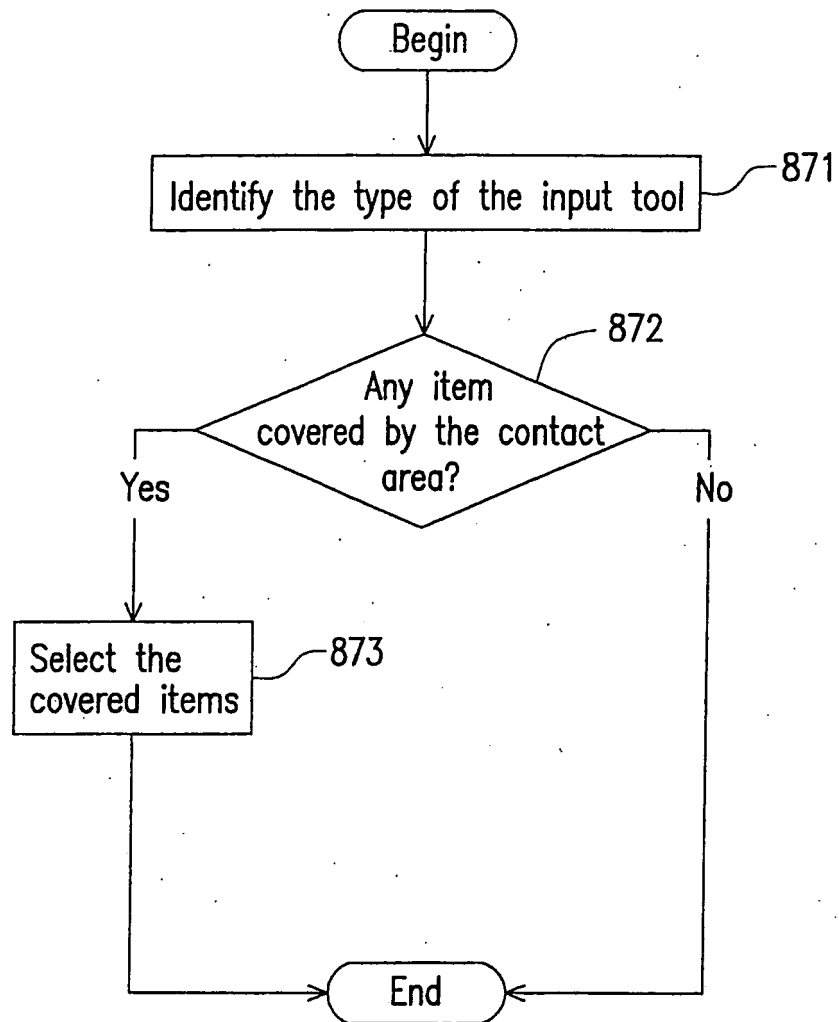 Begin
Identify the type of the input tool
871
872
Any item
covered by the contact
area?
Yes
No
Select the
covered items
873
End